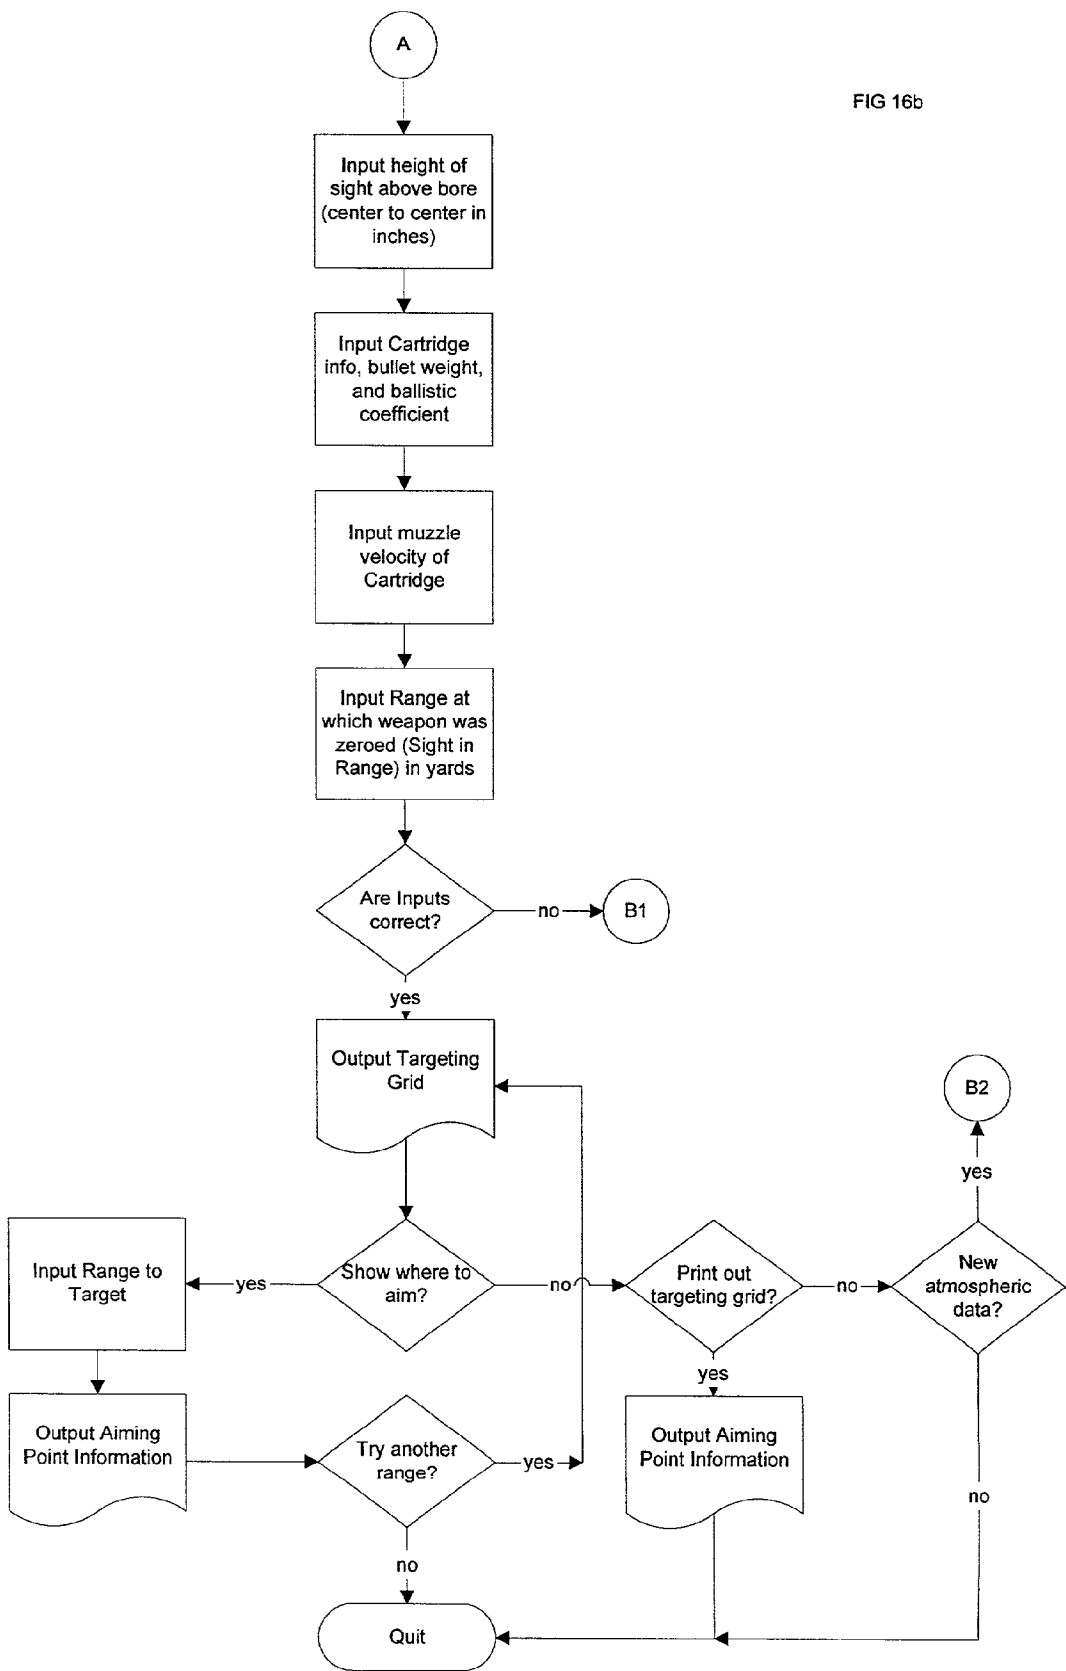 A
FIG 16b
Input height of
sight above bore
(center to center in
inches)
Input Cartridge
info, bullet weight,
and ballistic
coefficient
Input muzzle
velocity of
Cartridge
Input Range at
which weapon was
zeroed (Sight in
Range) in yards
Are Inputs
correct?
no
B1
yes
Output Targeting
Grid
B2
yes
Input Range to
Target
yes
Show where to
aim?
no
Print out
targeting grid?
no
New
atmospheric
data?
yes
Output Aiming
Point Information
Try another
range?
yes
Output Aiming
Point Information
no
no
Quit